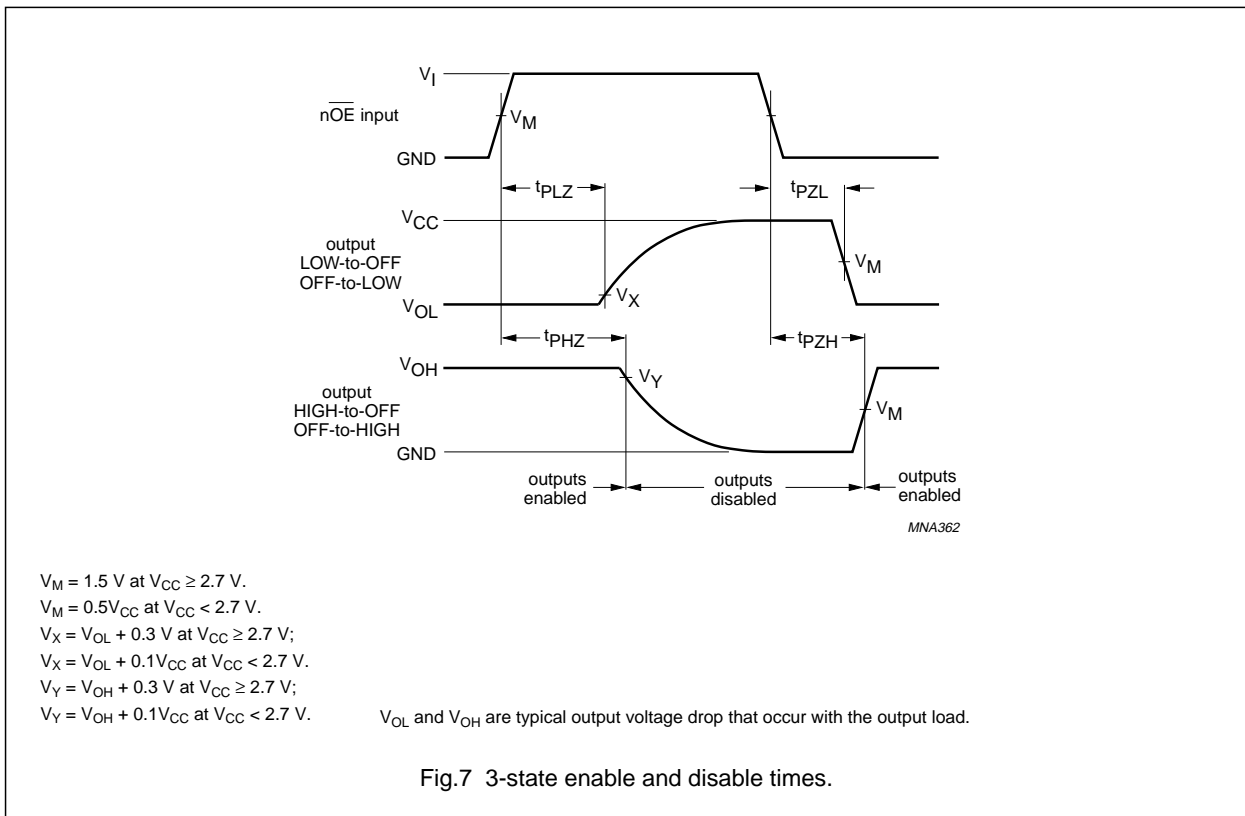 V_I
nOE input
V_M
GND
t_PLZ
t_PZL
V_CC
output
LOW-to-OFF
OFF-to-LOW
V_M
V_X
V_OL
t_PHZ
t_PZH
V_OH
V_Y
output
HIGH-to-OFF
OFF-to-HIGH
V_M
GND
outputs
enabled
outputs
disabled
outputs
enabled
MNA362
V_M = 1.5 V at V_CC ≥ 2.7 V.
V_M = 0.5V_CC at V_CC < 2.7 V.
V_X = V_OL + 0.3 V at V_CC ≥ 2.7 V;
V_X = V_OL + 0.1V_CC at V_CC < 2.7 V.
V_Y = V_OH + 0.3 V at V_CC ≥ 2.7 V;
V_Y = V_OH + 0.1V_CC at V_CC < 2.7 V.
V_OL and V_OH are typical output voltage drop that occur with the output load.
Fig.7 3-state enable and disable times.